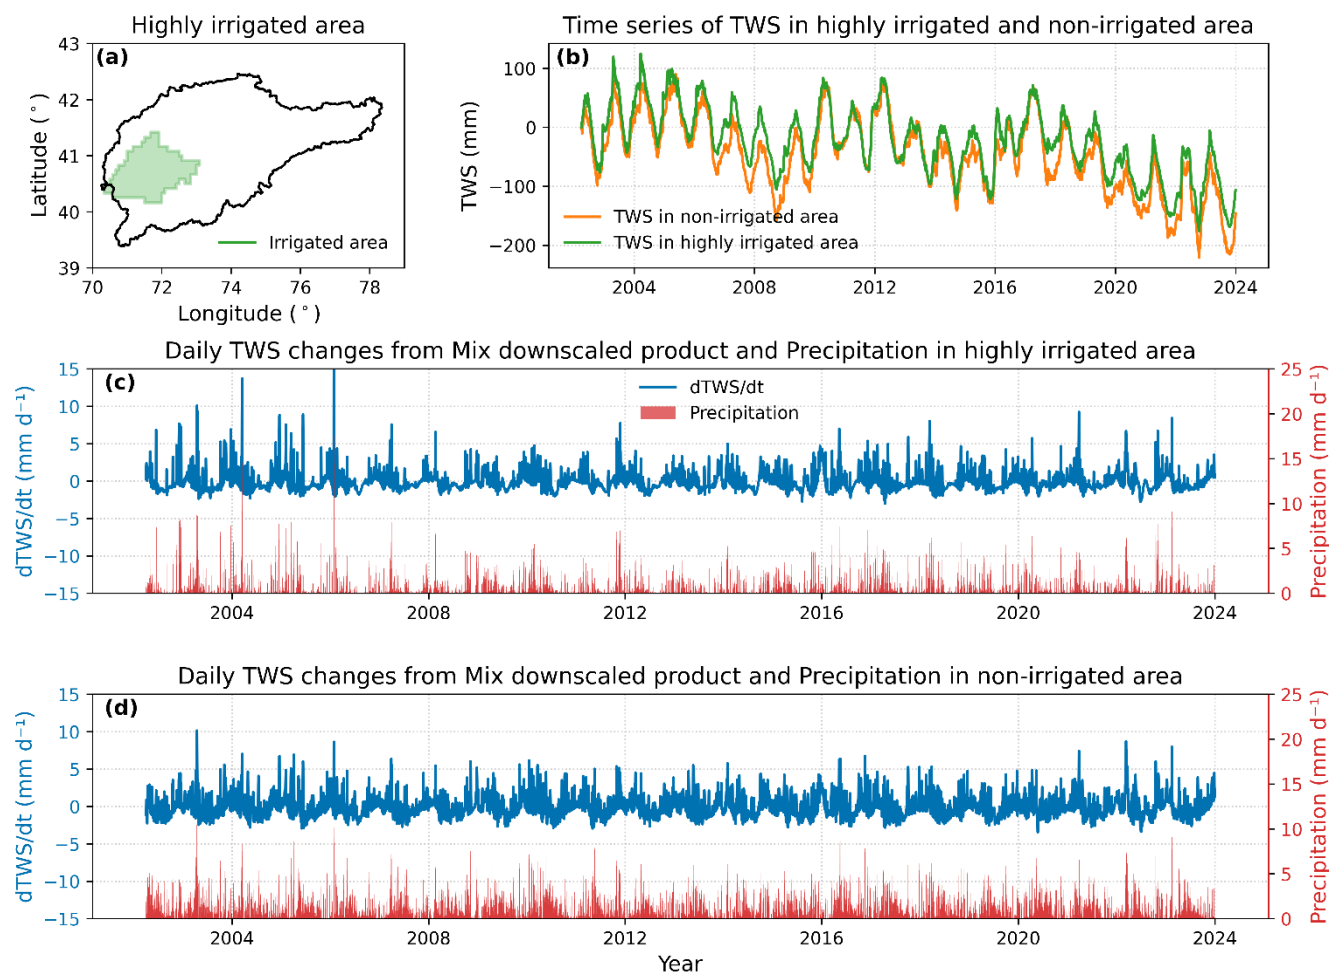 Highly irrigated area
(a)
43
42
41
40
39
Latitude (°)
70
72
74
76
78
Longitude (°)
Irrigated area
Time series of TWS in highly irrigated and non-irrigated area
(b)
100
0
−100
−200
TWS (mm)
TWS in non-irrigated area
TWS in highly irrigated area
2004
2008
2012
2016
2020
2024
Daily TWS changes from Mix downscaled product and Precipitation in highly irrigated area
(c)
15
10
5
0
−5
−10
−15
dTWS/dt (mm d⁻¹)
dTWS/dt
Precipitation
25
20
15
10
5
0
Precipitation (mm d⁻¹)
2004
2008
2012
2016
2020
2024
Daily TWS changes from Mix downscaled product and Precipitation in non-irrigated area
(d)
15
10
5
0
−5
−10
−15
dTWS/dt (mm d⁻¹)
25
20
15
10
5
0
Precipitation (mm d⁻¹)
2004
2008
2012
2016
2020
2024
Year